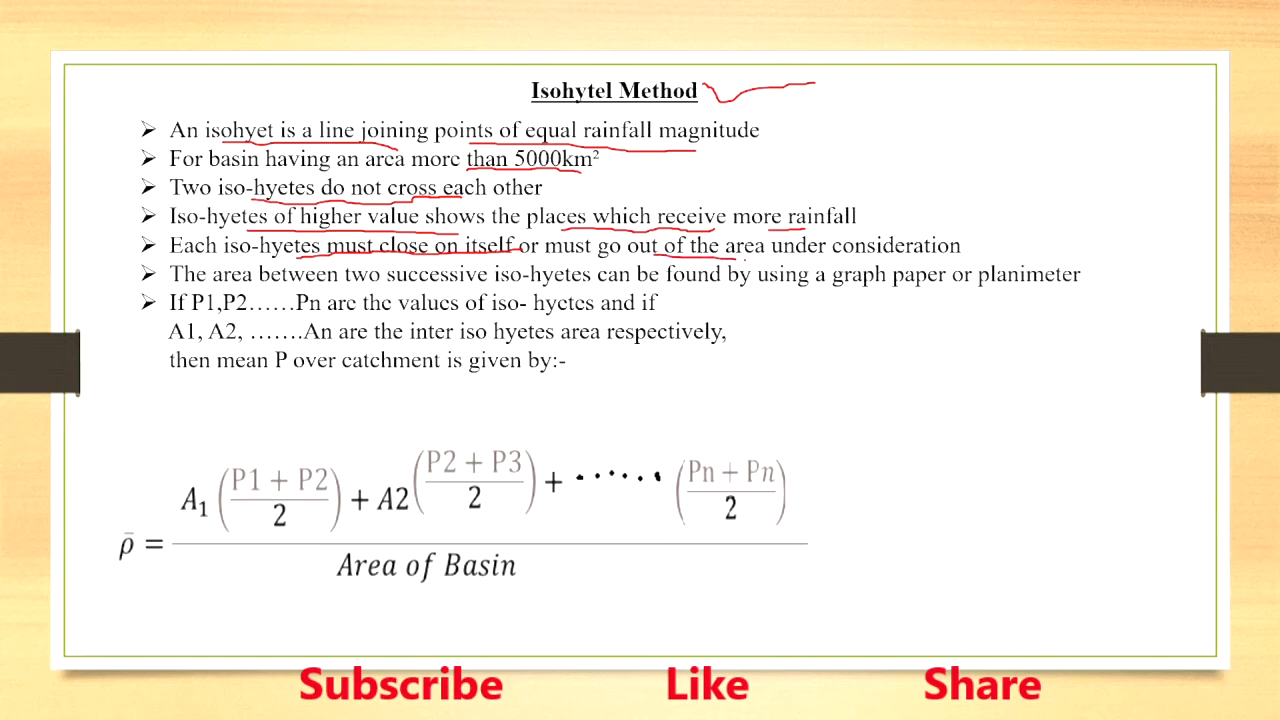 Isohytel Method
➢ An isohyet is a line joining points of equal rainfall magnitude
➢ For basin having an area more than 5000km²
➢ Two iso-hyetes do not cross each other
➢ Iso-hyetes of higher value shows the places which receive more rainfall
➢ Each iso-hyetes must close on itself or must go out of the area under consideration
➢ The area between two successive iso-hyetes can be found by using a graph paper or planimeter
➢ If P1,P2……Pn are the values of iso- hyetes and if
A1, A2, …….An are the inter iso hyetes area respectively,
then mean P over catchment is given by:-
ρ̄ = (A₁ ((P1 + P2)/2) + A2 ((P2 + P3)/2) + ······ ((Pn + Pn)/2)) / (Area of Basin)
Subscribe Like Share